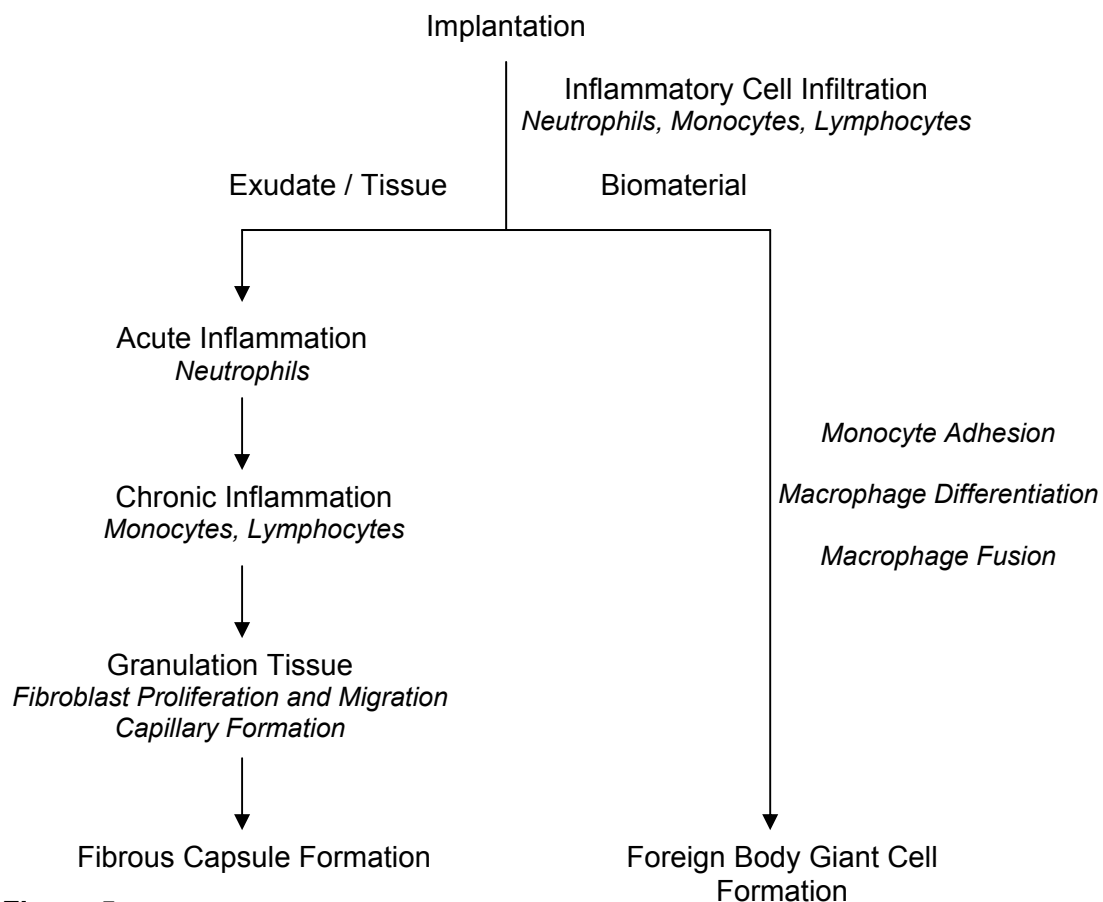 Implantation
Inflammatory Cell Infiltration
Neutrophils, Monocytes, Lymphocytes
Exudate / Tissue
Biomaterial
Acute Inflammation
Neutrophils
Chronic Inflammation
Monocytes, Lymphocytes
Granulation Tissue
Fibroblast Proliferation and Migration
Capillary Formation
Fibrous Capsule Formation
Monocyte Adhesion
Macrophage Differentiation
Macrophage Fusion
Foreign Body Giant Cell
Formation